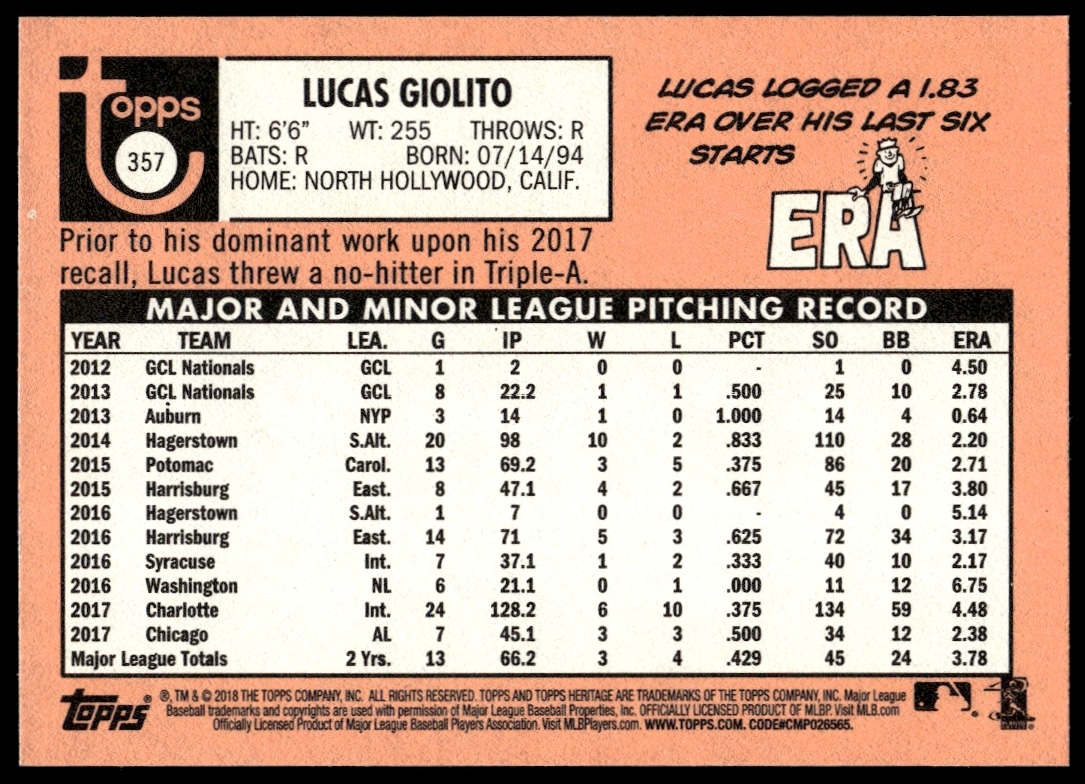 topps
357
LUCAS GIOLITO
HT: 6'6" WT: 255 THROWS: R
BATS: R BORN: 07/14/94
HOME: NORTH HOLLYWOOD, CALIF.
LUCAS LOGGED A 1.83
ERA OVER HIS LAST SIX
STARTS
ERA
Prior to his dominant work upon his 2017
recall, Lucas threw a no-hitter in Triple-A.
MAJOR AND MINOR LEAGUE PITCHING RECORD
YEAR TEAM LEA. G IP W L PCT SO BB ERA
2012 GCL Nationals GCL 1 2 0 0 - 1 0 4.50
2013 GCL Nationals GCL 8 22.2 1 1 .500 25 10 2.78
2013 Auburn NYP 3 14 1 0 1.000 14 4 0.64
2014 Hagerstown S.Alt. 20 98 10 2 .833 110 28 2.20
2015 Potomac Carol. 13 69.2 3 5 .375 86 20 2.71
2015 Harrisburg East. 8 47.1 4 2 .667 45 17 3.80
2016 Hagerstown S.Alt. 1 7 0 0 - 4 0 5.14
2016 Harrisburg East. 14 71 5 3 .625 72 34 3.17
2016 Syracuse Int. 7 37.1 1 2 .333 40 10 2.17
2016 Washington NL 6 21.1 0 1 .000 11 12 6.75
2017 Charlotte Int. 24 128.2 6 10 .375 134 59 4.48
2017 Chicago AL 7 45.1 3 3 .500 34 12 2.38
Major League Totals 2 Yrs. 13 66.2 3 4 .429 45 24 3.78
topps® ®, TM & © 2018 THE TOPPS COMPANY, INC. ALL RIGHTS RESERVED. TOPPS AND TOPPS HERITAGE ARE TRADEMARKS OF THE TOPPS COMPANY, INC. Major League
Baseball trademarks and copyrights are used with permission of Major League Baseball Properties, Inc. OFFICIALLY LICENSED PRODUCT OF MLBP. Visit MLB.com
Officially Licensed Product of Major League Baseball Players Association. Visit MLBPlayers.com. WWW.TOPPS.COM. CODE#CMP026565.